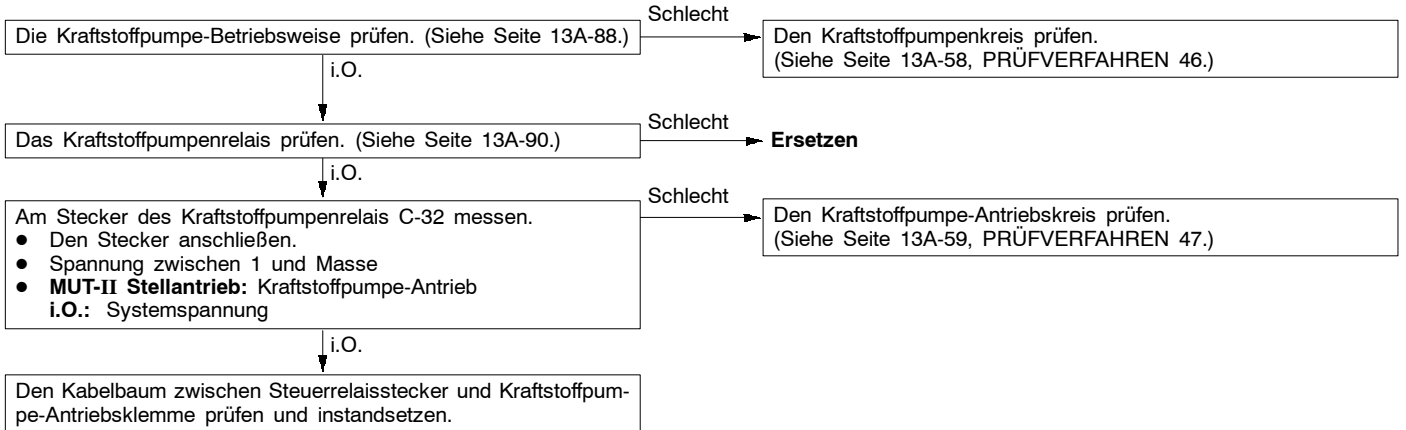 Die Kraftstoffpumpe-Betriebsweise prüfen. (Siehe Seite 13A-88.)
Schlecht
Den Kraftstoffpumpenkreis prüfen.
(Siehe Seite 13A-58, PRÜFVERFAHREN 46.)
i.O.
Das Kraftstoffpumpenrelais prüfen. (Siehe Seite 13A-90.)
Schlecht
Ersetzen
i.O.
Am Stecker des Kraftstoffpumpenrelais C-32 messen.
● Den Stecker anschließen.
● Spannung zwischen 1 und Masse
● MUT-II Stellantrieb: Kraftstoffpumpe-Antrieb
i.O.: Systemspannung
Schlecht
Den Kraftstoffpumpe-Antriebskreis prüfen.
(Siehe Seite 13A-59, PRÜFVERFAHREN 47.)
i.O.
Den Kabelbaum zwischen Steuerrelaisstecker und Kraftstoffpum-
pe-Antriebsklemme prüfen und instandsetzen.